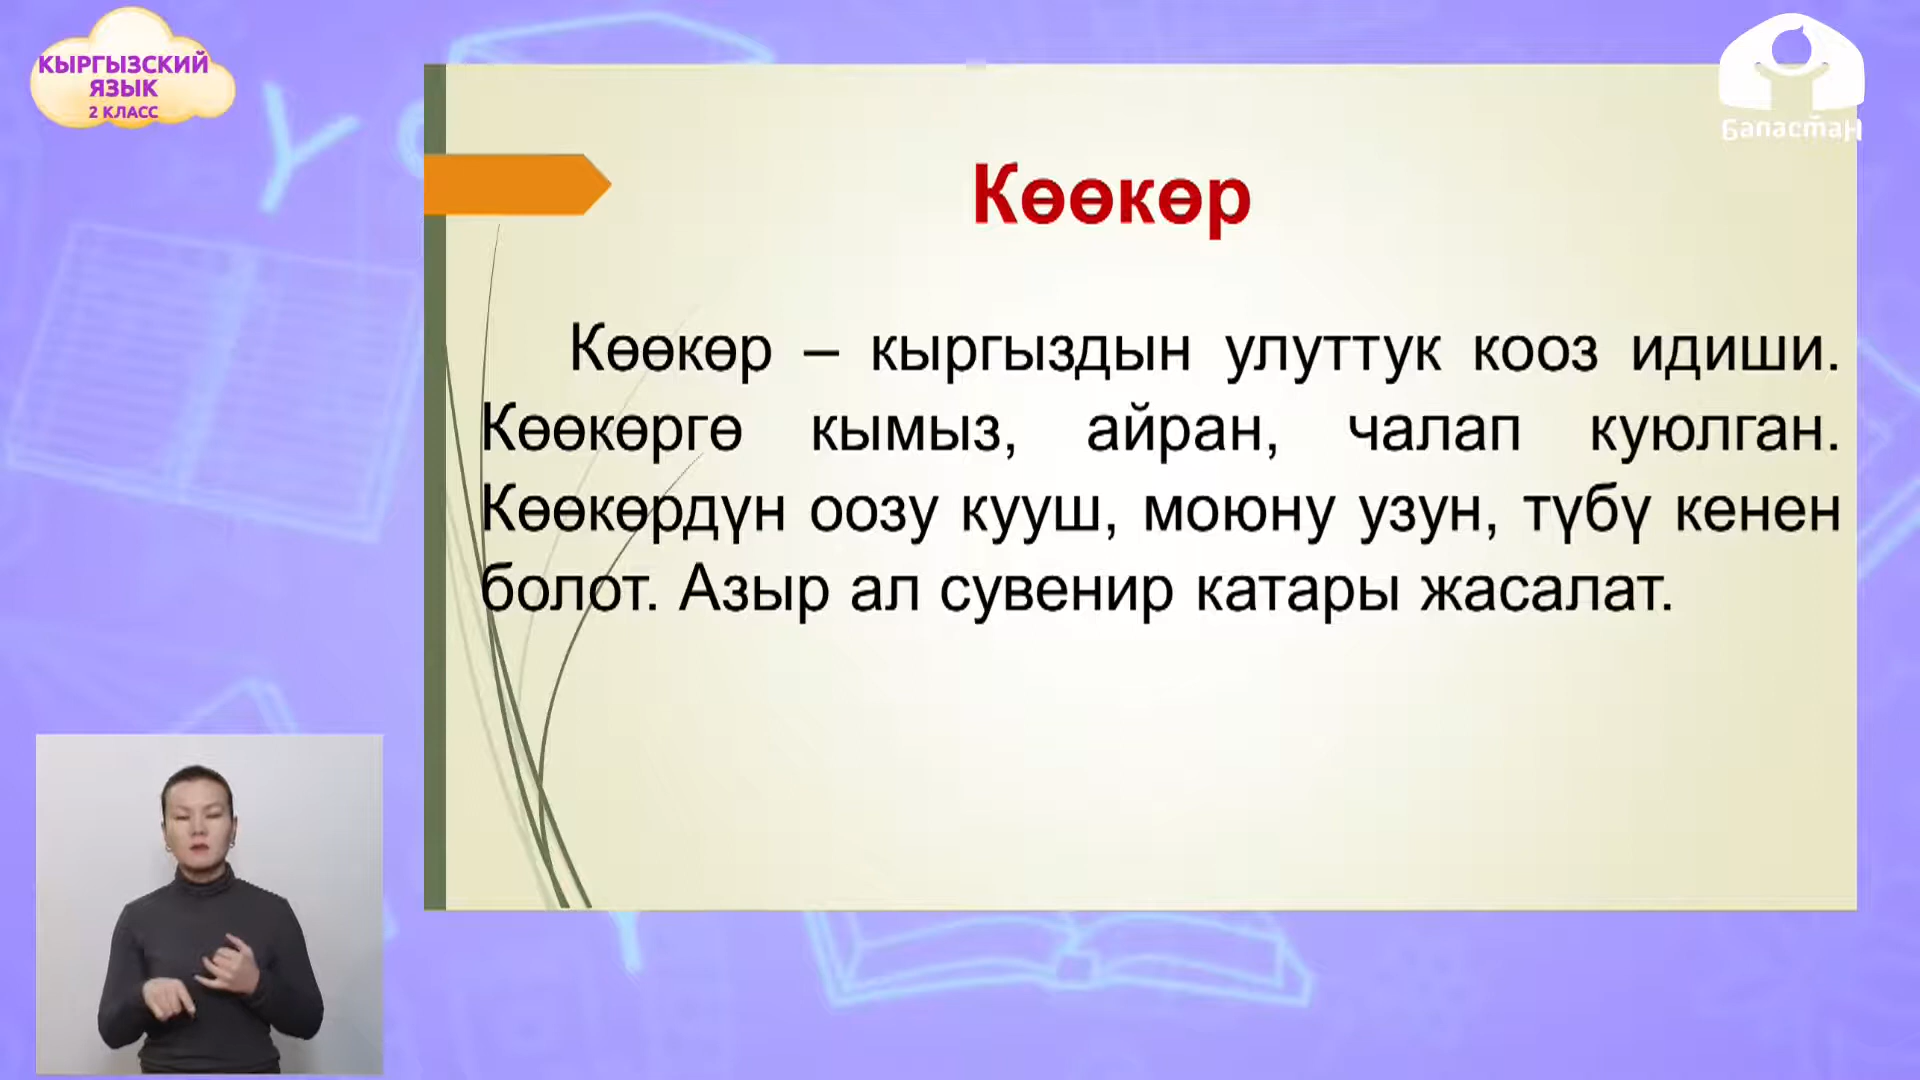 КЫРГЫЗСКИЙ
ЯЗЫК
2 КЛАСС
Баластан
Көөкөр
Көөкөр – кыргыздын улуттук кооз идиши.
Көөкөргө кымыз, айран, чалап куюлган.
Көөкөрдүн оозу кууш, моюну узун, түбү кенен
болот. Азыр ал сувенир катары жасалат.